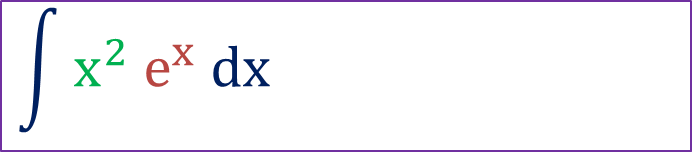 ∫ x² eˣ dx